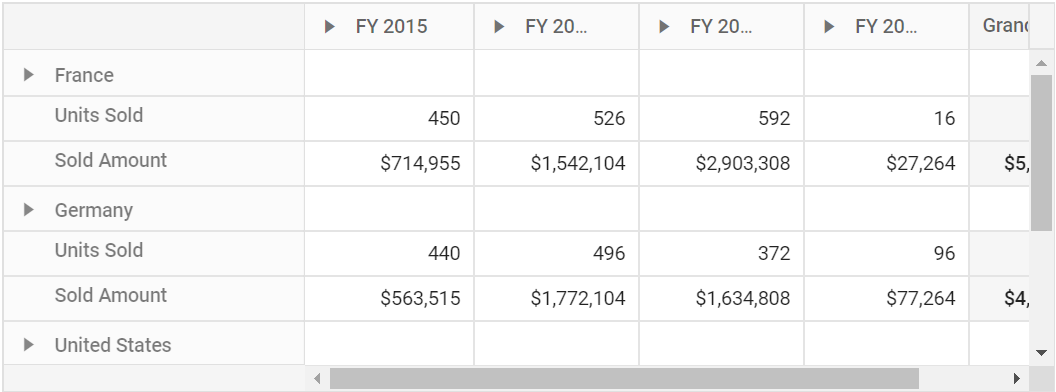 FY 2015 FY 20... FY 20... FY 20...
France
Units Sold 450 526 592 16
Sold Amount $714,955 $1,542,104 $2,903,308 $27,264 $5,
Germany
Units Sold 440 496 372 96
Sold Amount $563,515 $1,772,104 $1,634,808 $77,264 $4,
United States